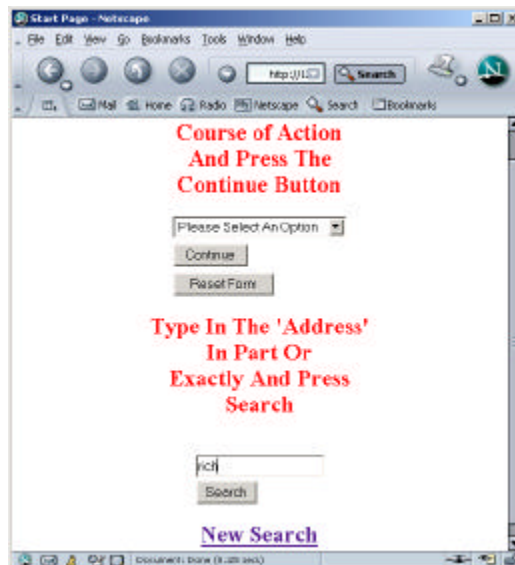 Start Page - Netscape
File Edit View Go Bookmarks Tools Window Help
http://1 Search
Mail Home Radio Netscape Search Bookmarks
Course of Action
And Press The
Continue Button
Please Select An Option
Continue
Reset Form
Type In The 'Address'
In Part Or
Exactly And Press
Search
rich
Search
New Search
Document: Done